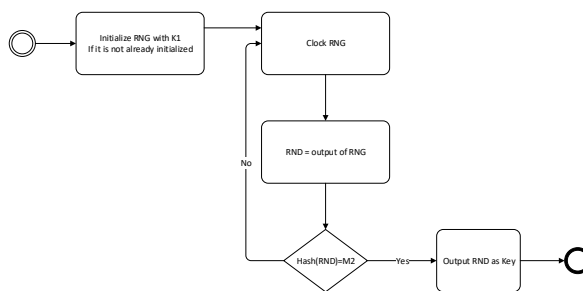 Initialize RNG with K1
If it is not already initialized
Clock RNG
RND = output of RNG
No
Hash(RND)=M2
Yes
Output RND as Key